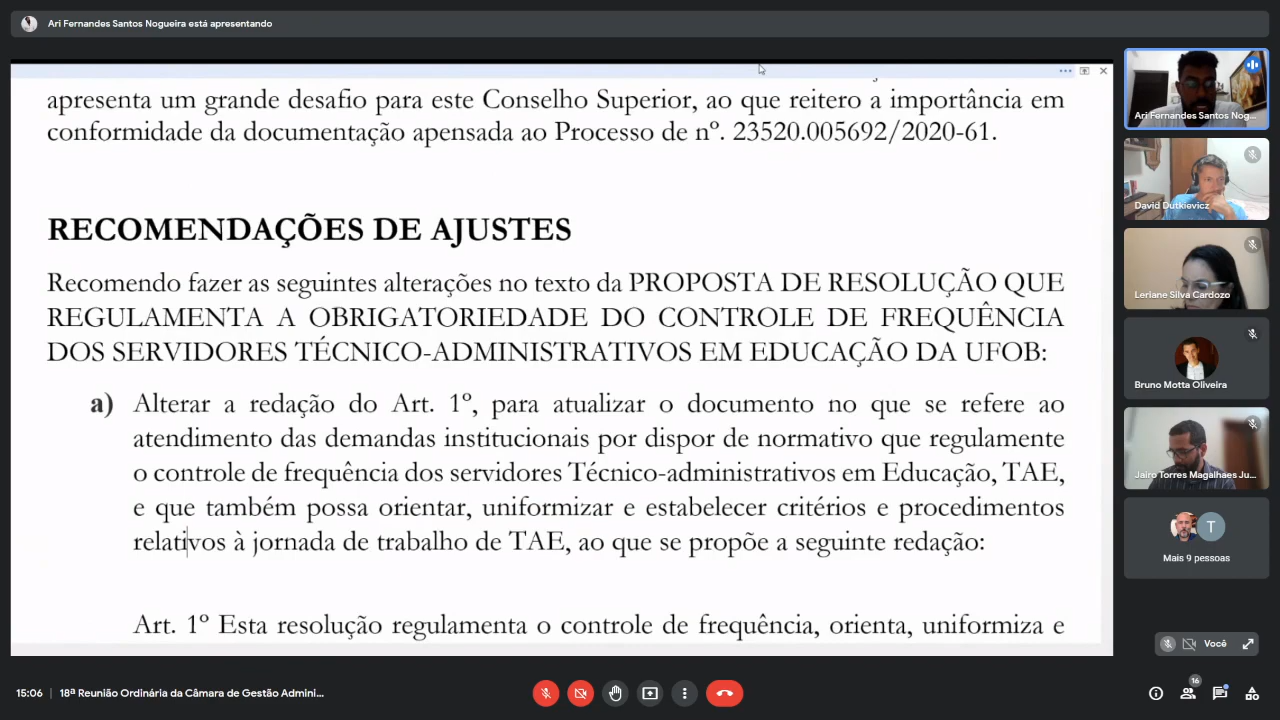 Ari Fernandes Santos Nogueira está apresentando
apresenta um grande desafio para este Conselho Superior, ao que reitero a importância em
conformidade da documentação apensada ao Processo de nº. 23520.005692/2020-61.
RECOMENDAÇÕES DE AJUSTES
Recomendo fazer as seguintes alterações no texto da PROPOSTA DE RESOLUÇÃO QUE
REGULAMENTA A OBRIGATORIEDADE DO CONTROLE DE FREQUÊNCIA
DOS SERVIDORES TÉCNICO-ADMINISTRATIVOS EM EDUCAÇÃO DA UFOB:
a) Alterar a redação do Art. 1º, para atualizar o documento no que se refere ao
atendimento das demandas institucionais por dispor de normativo que regulamente
o controle de frequência dos servidores Técnico-administrativos em Educação, TAE,
e que também possa orientar, uniformizar e estabelecer critérios e procedimentos
relativos à jornada de trabalho de TAE, ao que se propõe a seguinte redação:
Art. 1º Esta resolução regulamenta o controle de frequência, orienta, uniformiza e
Ari Fernandes Santos Nog...
David Dutkievicz
Leriane Silva Cardozo
Bruno Motta Oliveira
Jairo Torres Magalhaes Ju...
T
Mais 9 pessoas
Você
15:06 | 18ª Reunião Ordinária da Câmara de Gestão Admini...
16